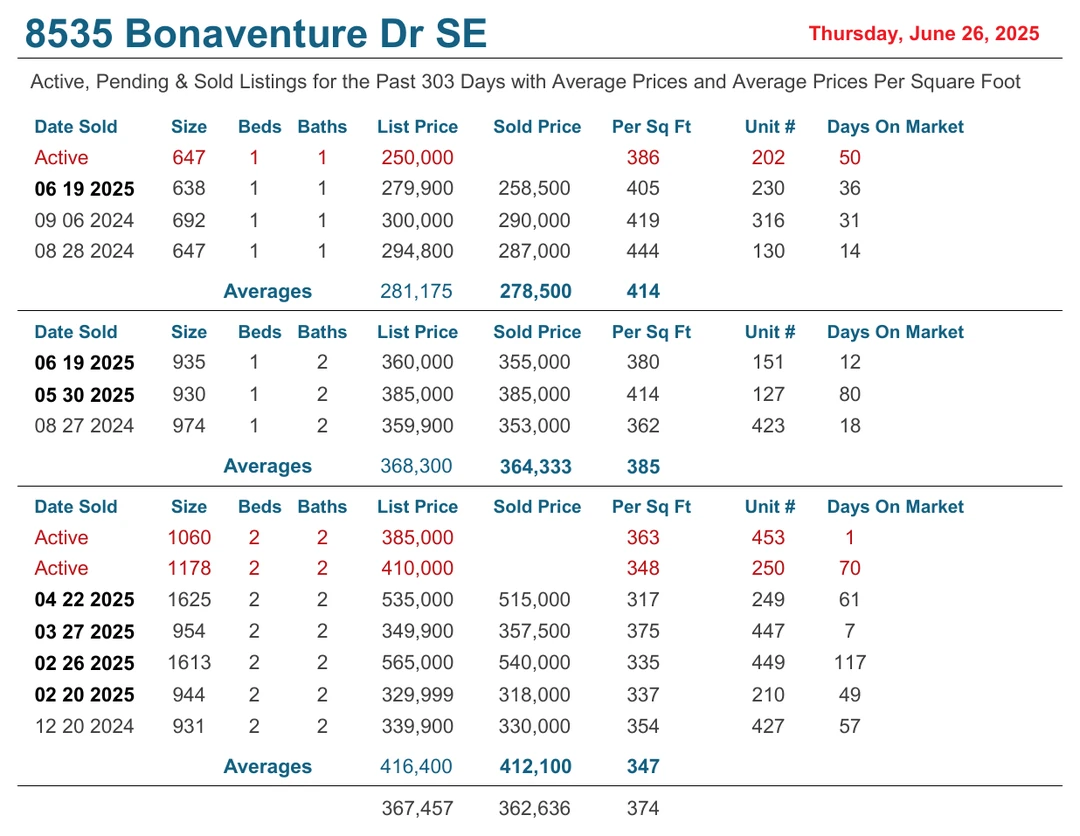 8535 Bonaventure Dr SE Thursday, June 26, 2025
Active, Pending & Sold Listings for the Past 303 Days with Average Prices and Average Prices Per Square Foot
Date Sold Size Beds Baths List Price Sold Price Per Sq Ft Unit # Days On Market
Active 647 1 1 250,000 386 202 50
06 19 2025 638 1 1 279,900 258,500 405 230 36
09 06 2024 692 1 1 300,000 290,000 419 316 31
08 28 2024 647 1 1 294,800 287,000 444 130 14
Averages 281,175 278,500 414
Date Sold Size Beds Baths List Price Sold Price Per Sq Ft Unit # Days On Market
06 19 2025 935 1 2 360,000 355,000 380 151 12
05 30 2025 930 1 2 385,000 385,000 414 127 80
08 27 2024 974 1 2 359,900 353,000 362 423 18
Averages 368,300 364,333 385
Date Sold Size Beds Baths List Price Sold Price Per Sq Ft Unit # Days On Market
Active 1060 2 2 385,000 363 453 1
Active 1178 2 2 410,000 348 250 70
04 22 2025 1625 2 2 535,000 515,000 317 249 61
03 27 2025 954 2 2 349,900 357,500 375 447 7
02 26 2025 1613 2 2 565,000 540,000 335 449 117
02 20 2025 944 2 2 329,999 318,000 337 210 49
12 20 2024 931 2 2 339,900 330,000 354 427 57
Averages 416,400 412,100 347
367,457 362,636 374